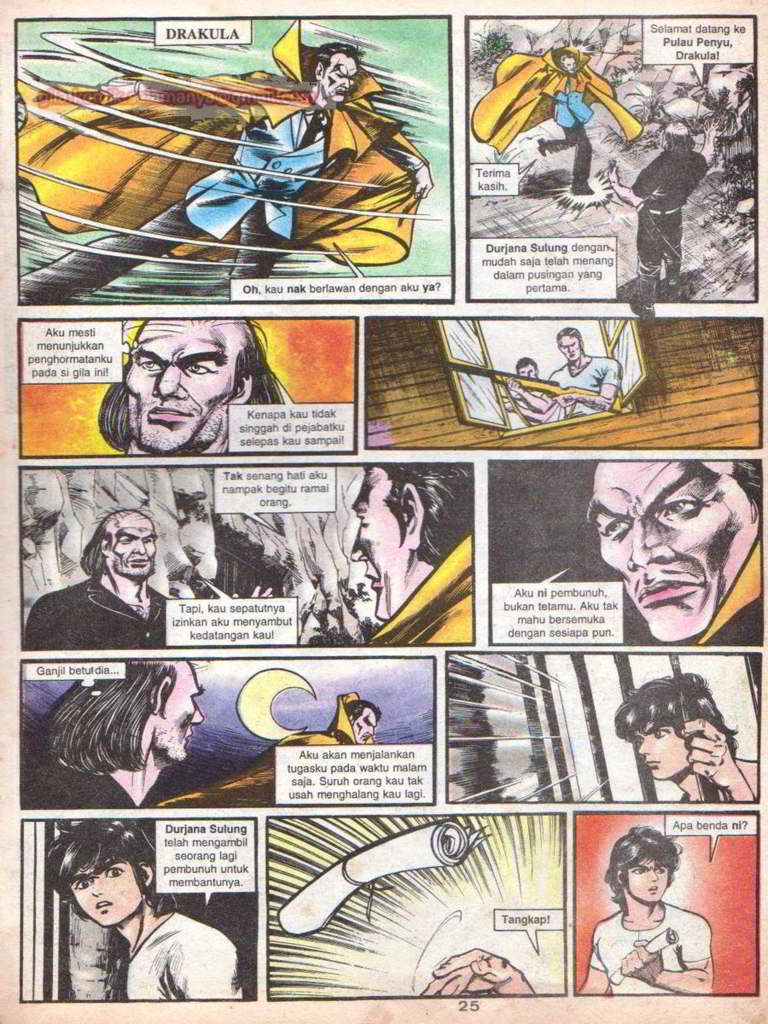 DRAKULA
Oh, kau nak berlawan dengan aku ya?
Selamat datang ke
Pulau Penyu,
Drakula!
Terima
kasih.
Durjana Sulung dengan
mudah saja telah menang
dalam pusingan yang
pertama.
Aku mesti
menunjukkan
penghormatanku
pada si gila ini!
Kenapa kau tidak
singgah di pejabatku
selepas kau sampai!
Tak senang hati aku
nampak begitu ramai
orang.
Tapi, kau sepatutnya
izinkan aku menyambut
kedatangan kau!
Aku ni pembunuh,
bukan tetamu. Aku tak
mahu bersemuka
dengan sesiapa pun.
Ganjil betul dia...
Aku akan menjalankan
tugasku pada waktu malam
saja. Suruh orang kau tak
usah menghalang kau lagi.
Durjana Sulung
telah mengambil
seorang lagi
pembunuh untuk
membantunya.
Tangkap!
Apa benda ni?
25